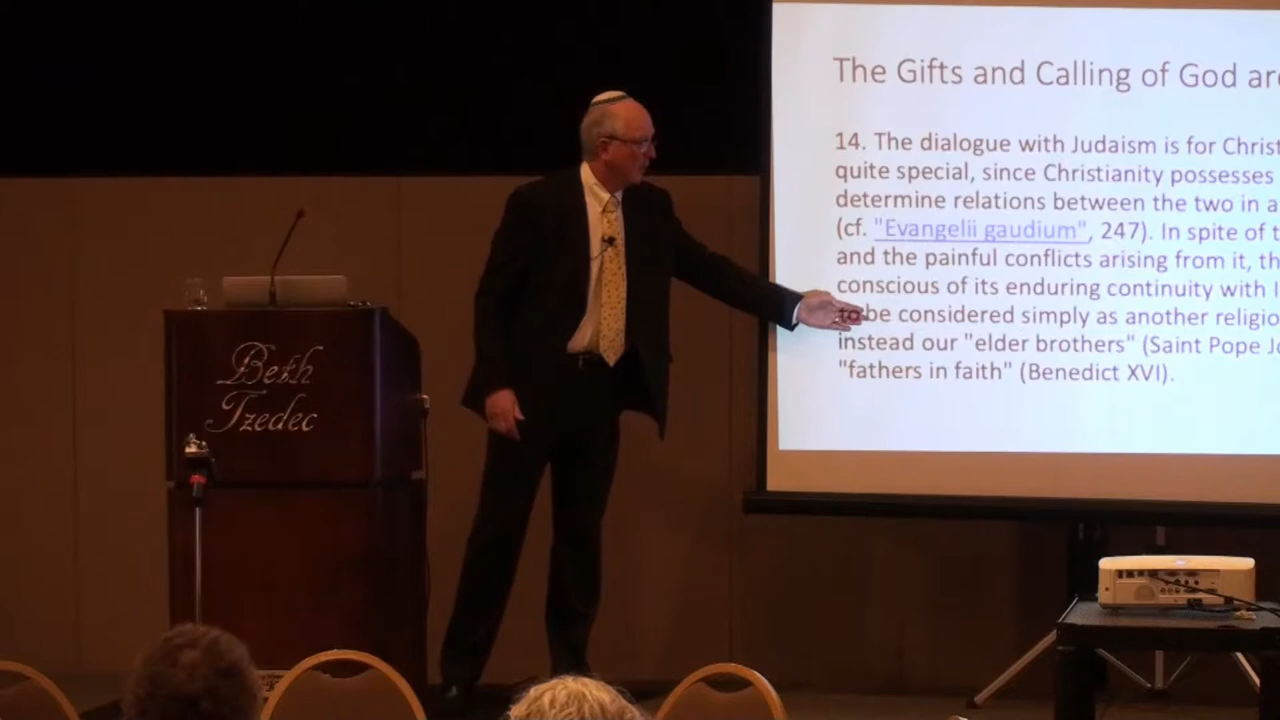 Beth
Tzedec
The Gifts and Calling of God are
14. The dialogue with Judaism is for Christ
quite special, since Christianity possesses
determine relations between the two in a
(cf. "Evangelii gaudium", 247). In spite of t
and the painful conflicts arising from it, th
conscious of its enduring continuity with I
to be considered simply as another religio
instead our "elder brothers" (Saint Pope Jo
"fathers in faith" (Benedict XVI).